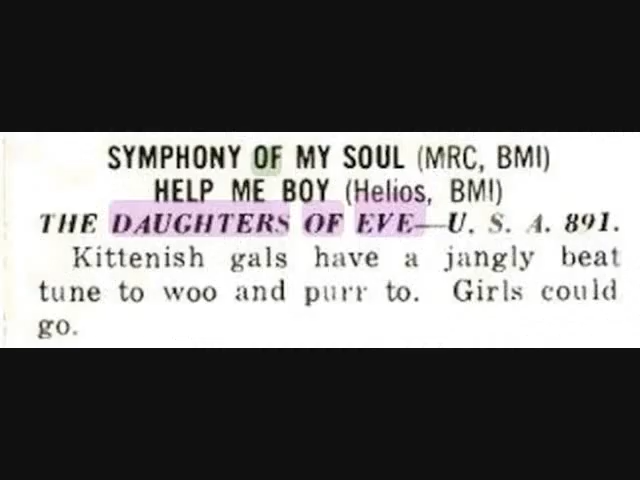 SYMPHONY OF MY SOUL (MRC, BMI)
HELP ME BOY (Helios, BMI)
THE DAUGHTERS OF EVE—U. S. A. 891.
Kittenish gals have a jangly beat
tune to woo and purr to. Girls could
go.